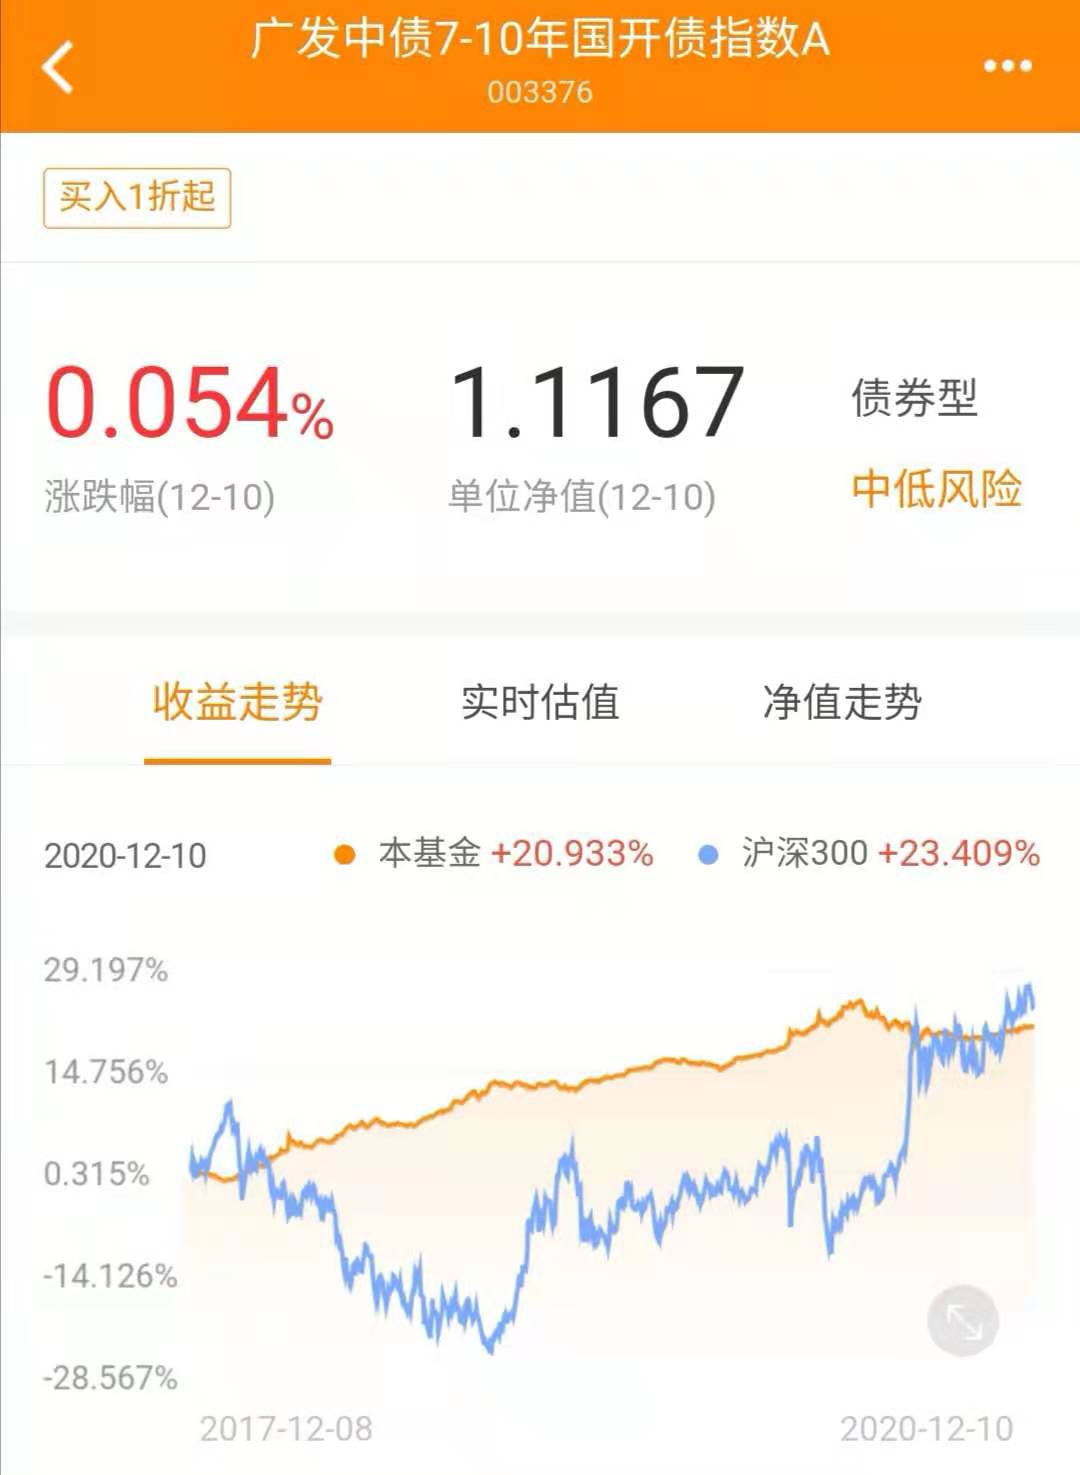 广发中债7-10年国开债指数A
003376
买入1折起
0.054% 1.1167 债券型
涨跌幅(12-10) 单位净值(12-10) 中低风险
收益走势 实时估值 净值走势
2020-12-10 本基金 +20.933% 沪深300 +23.409%
29.197%
14.756%
0.315%
-14.126%
-28.567%
2017-12-08 2020-12-10